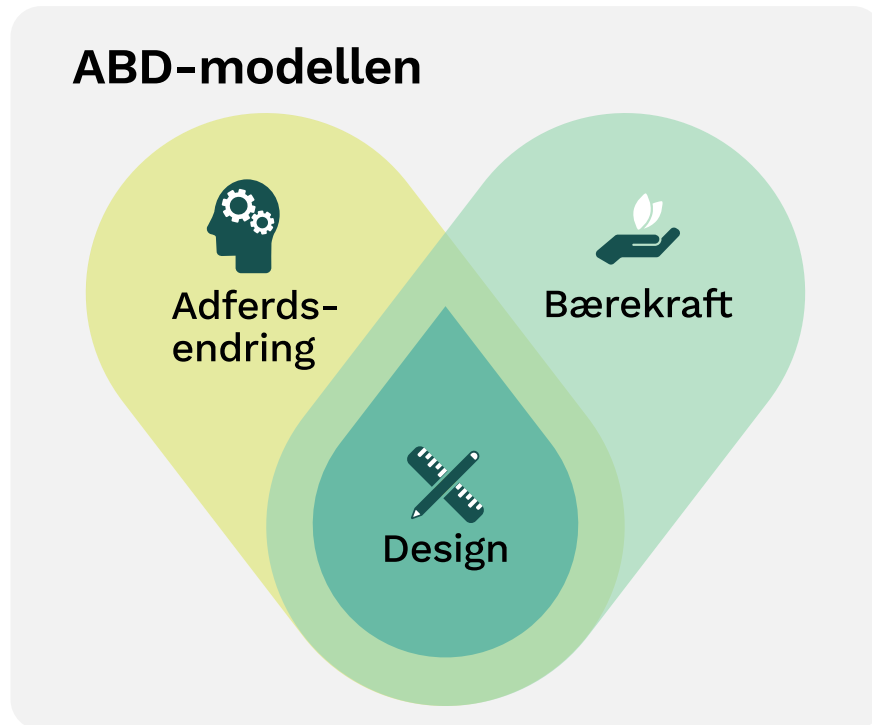 ABD-modellen
Adferds-
endring
Bærekraft
Design